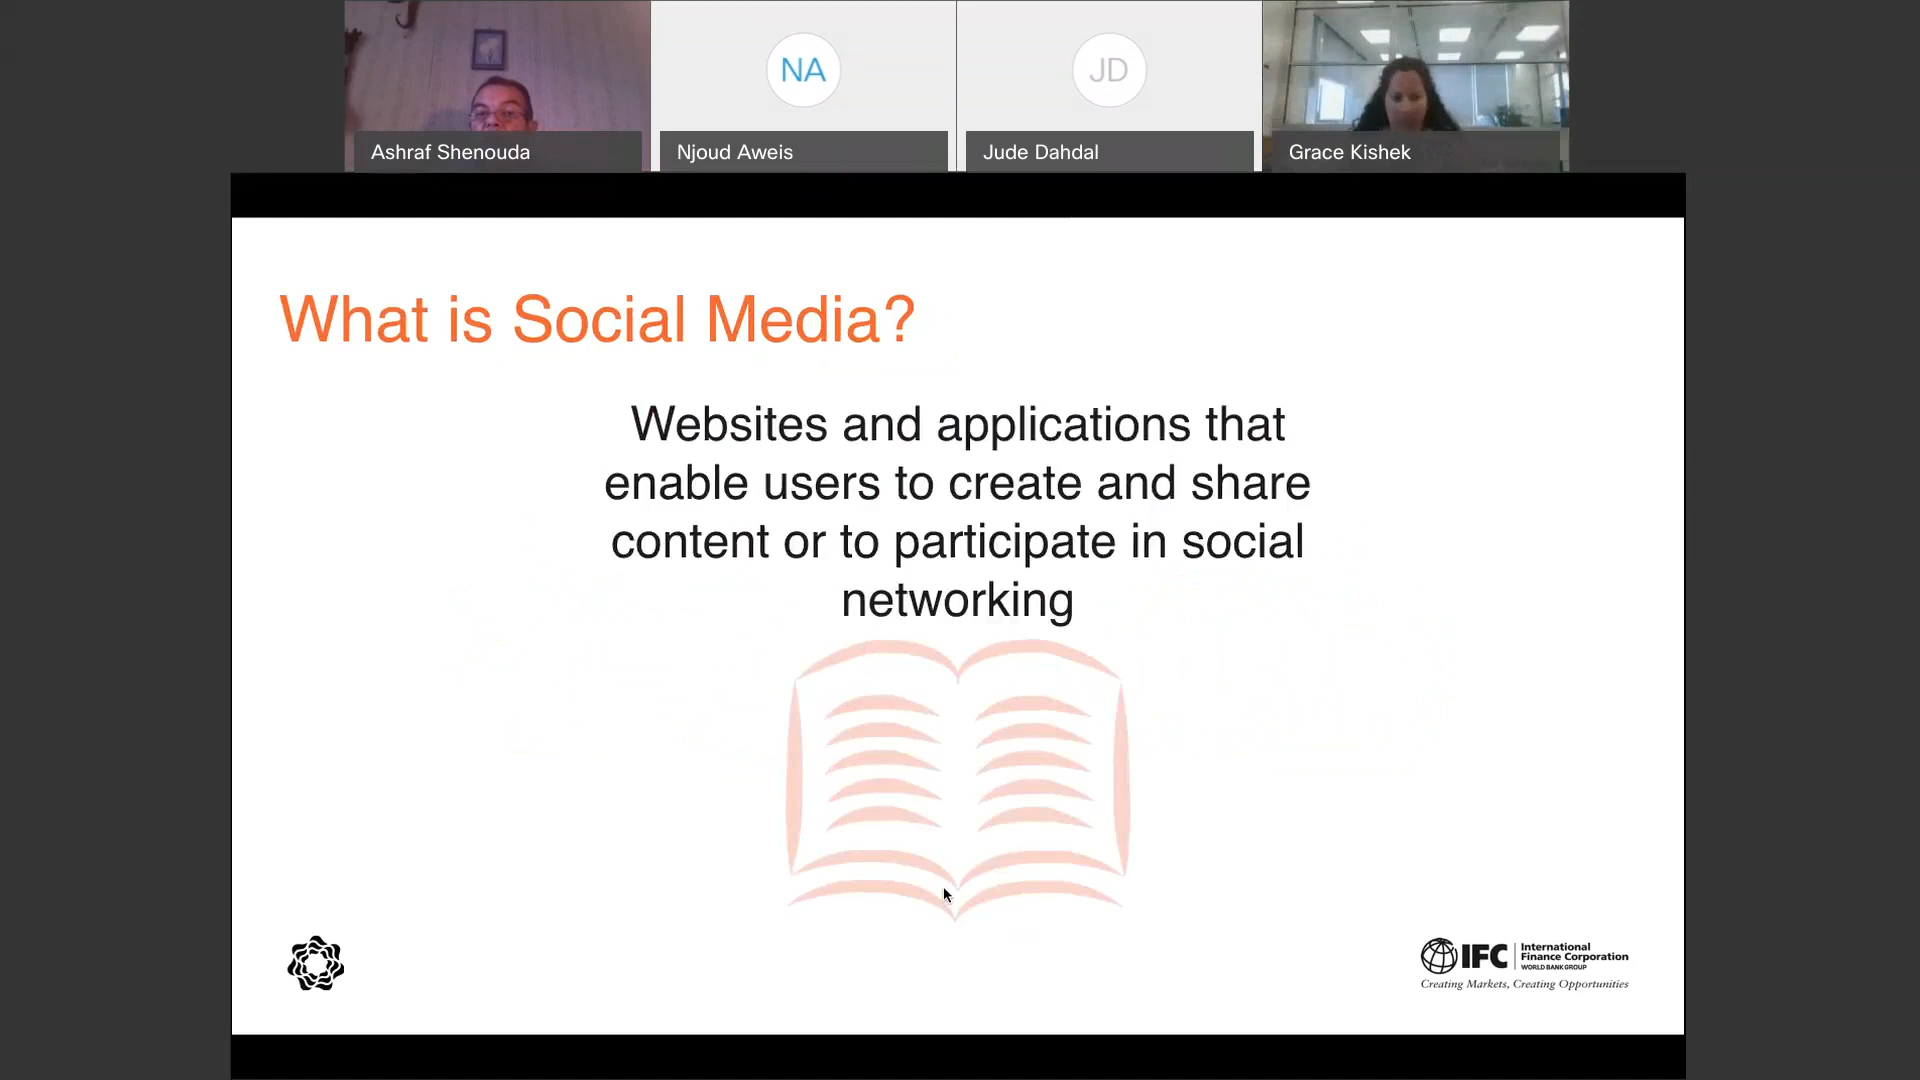 NA
JD
Ashraf Shenouda
Njoud Aweis
Jude Dahdal
Grace Kishek
What is Social Media?
Websites and applications that
enable users to create and share
content or to participate in social
networking
IFC
International
Finance Corporation
WORLD BANK GROUP
Creating Markets, Creating Opportunities